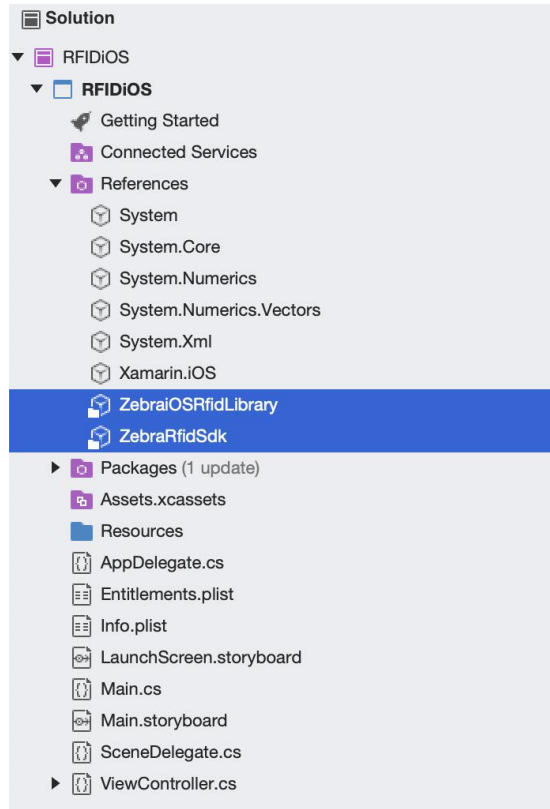 Solution
RFIDiOS
RFIDiOS
Getting Started
Connected Services
References
System
System.Core
System.Numerics
System.Numerics.Vectors
System.Xml
Xamarin.iOS
ZebraiOSRfidLibrary
ZebraRfidSdk
Packages (1 update)
Assets.xcassets
Resources
AppDelegate.cs
Entitlements.plist
Info.plist
LaunchScreen.storyboard
Main.cs
Main.storyboard
SceneDelegate.cs
ViewController.cs